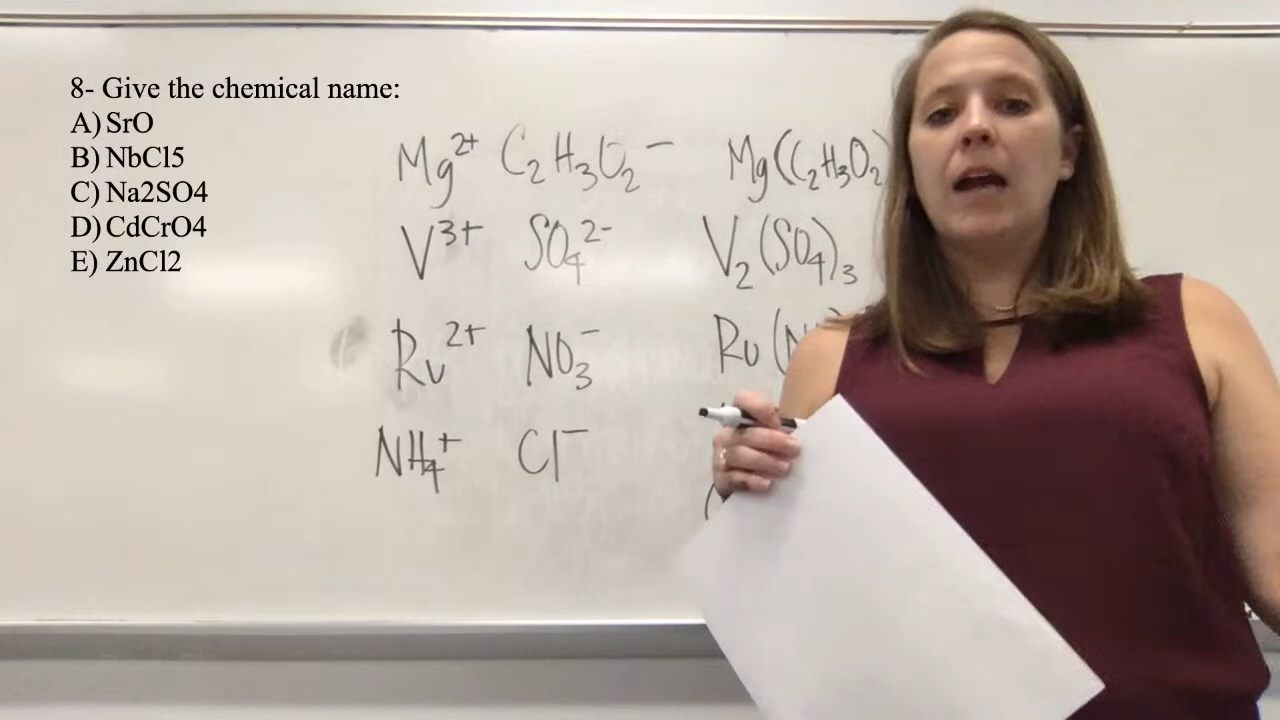 8- Give the chemical name:
A) SrO
B) NbCl5
C) Na2SO4
D) CdCrO4
E) ZnCl2
Mg²⁺ C₂H₃O₂⁻ Mg(C₂H₃O₂
V³⁺ SO₄²⁻ V₂(SO₄)₃
Ru²⁺ NO₃⁻ Ru(N
NH₄⁺ Cl⁻